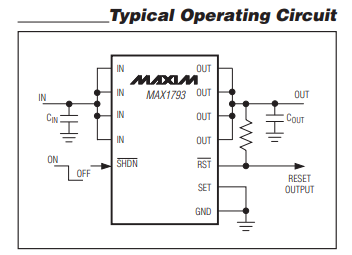 Typical Operating Circuit
IN
OUT
MAXIM
IN
OUT
MAX1793
IN
OUT
IN
OUT
CIN
COUT
IN
OUT
ON
OFF
SHDN
RST
RESET
OUTPUT
SET
GND